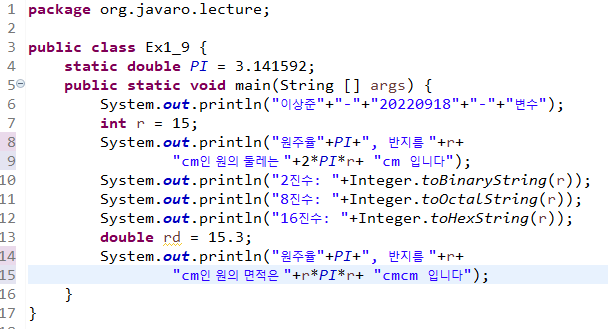 1 package org.javaro.lecture;
2
3 public class Ex1_9 {
4 static double PI = 3.141592;
5 public static void main(String [] args) {
6 System.out.println("이상준"+"-"+"20220918"+"-"+"변수");
7 int r = 15;
8 System.out.println("원주율"+PI+", 반지를 "+r+
9 "cm인 원의 둘레는 "+2*PI*r+ "cm 입니다");
10 System.out.println("2진수: "+Integer.toBinaryString(r));
11 System.out.println("8진수: "+Integer.toOctalString(r));
12 System.out.println("16진수: "+Integer.toHexString(r));
13 double rd = 15.3;
14 System.out.println("원주율"+PI+", 반지를 "+r+
15 "cm인 원의 면적은 "+r*PI*r+ "cmcm 입니다");
16 }
17 }